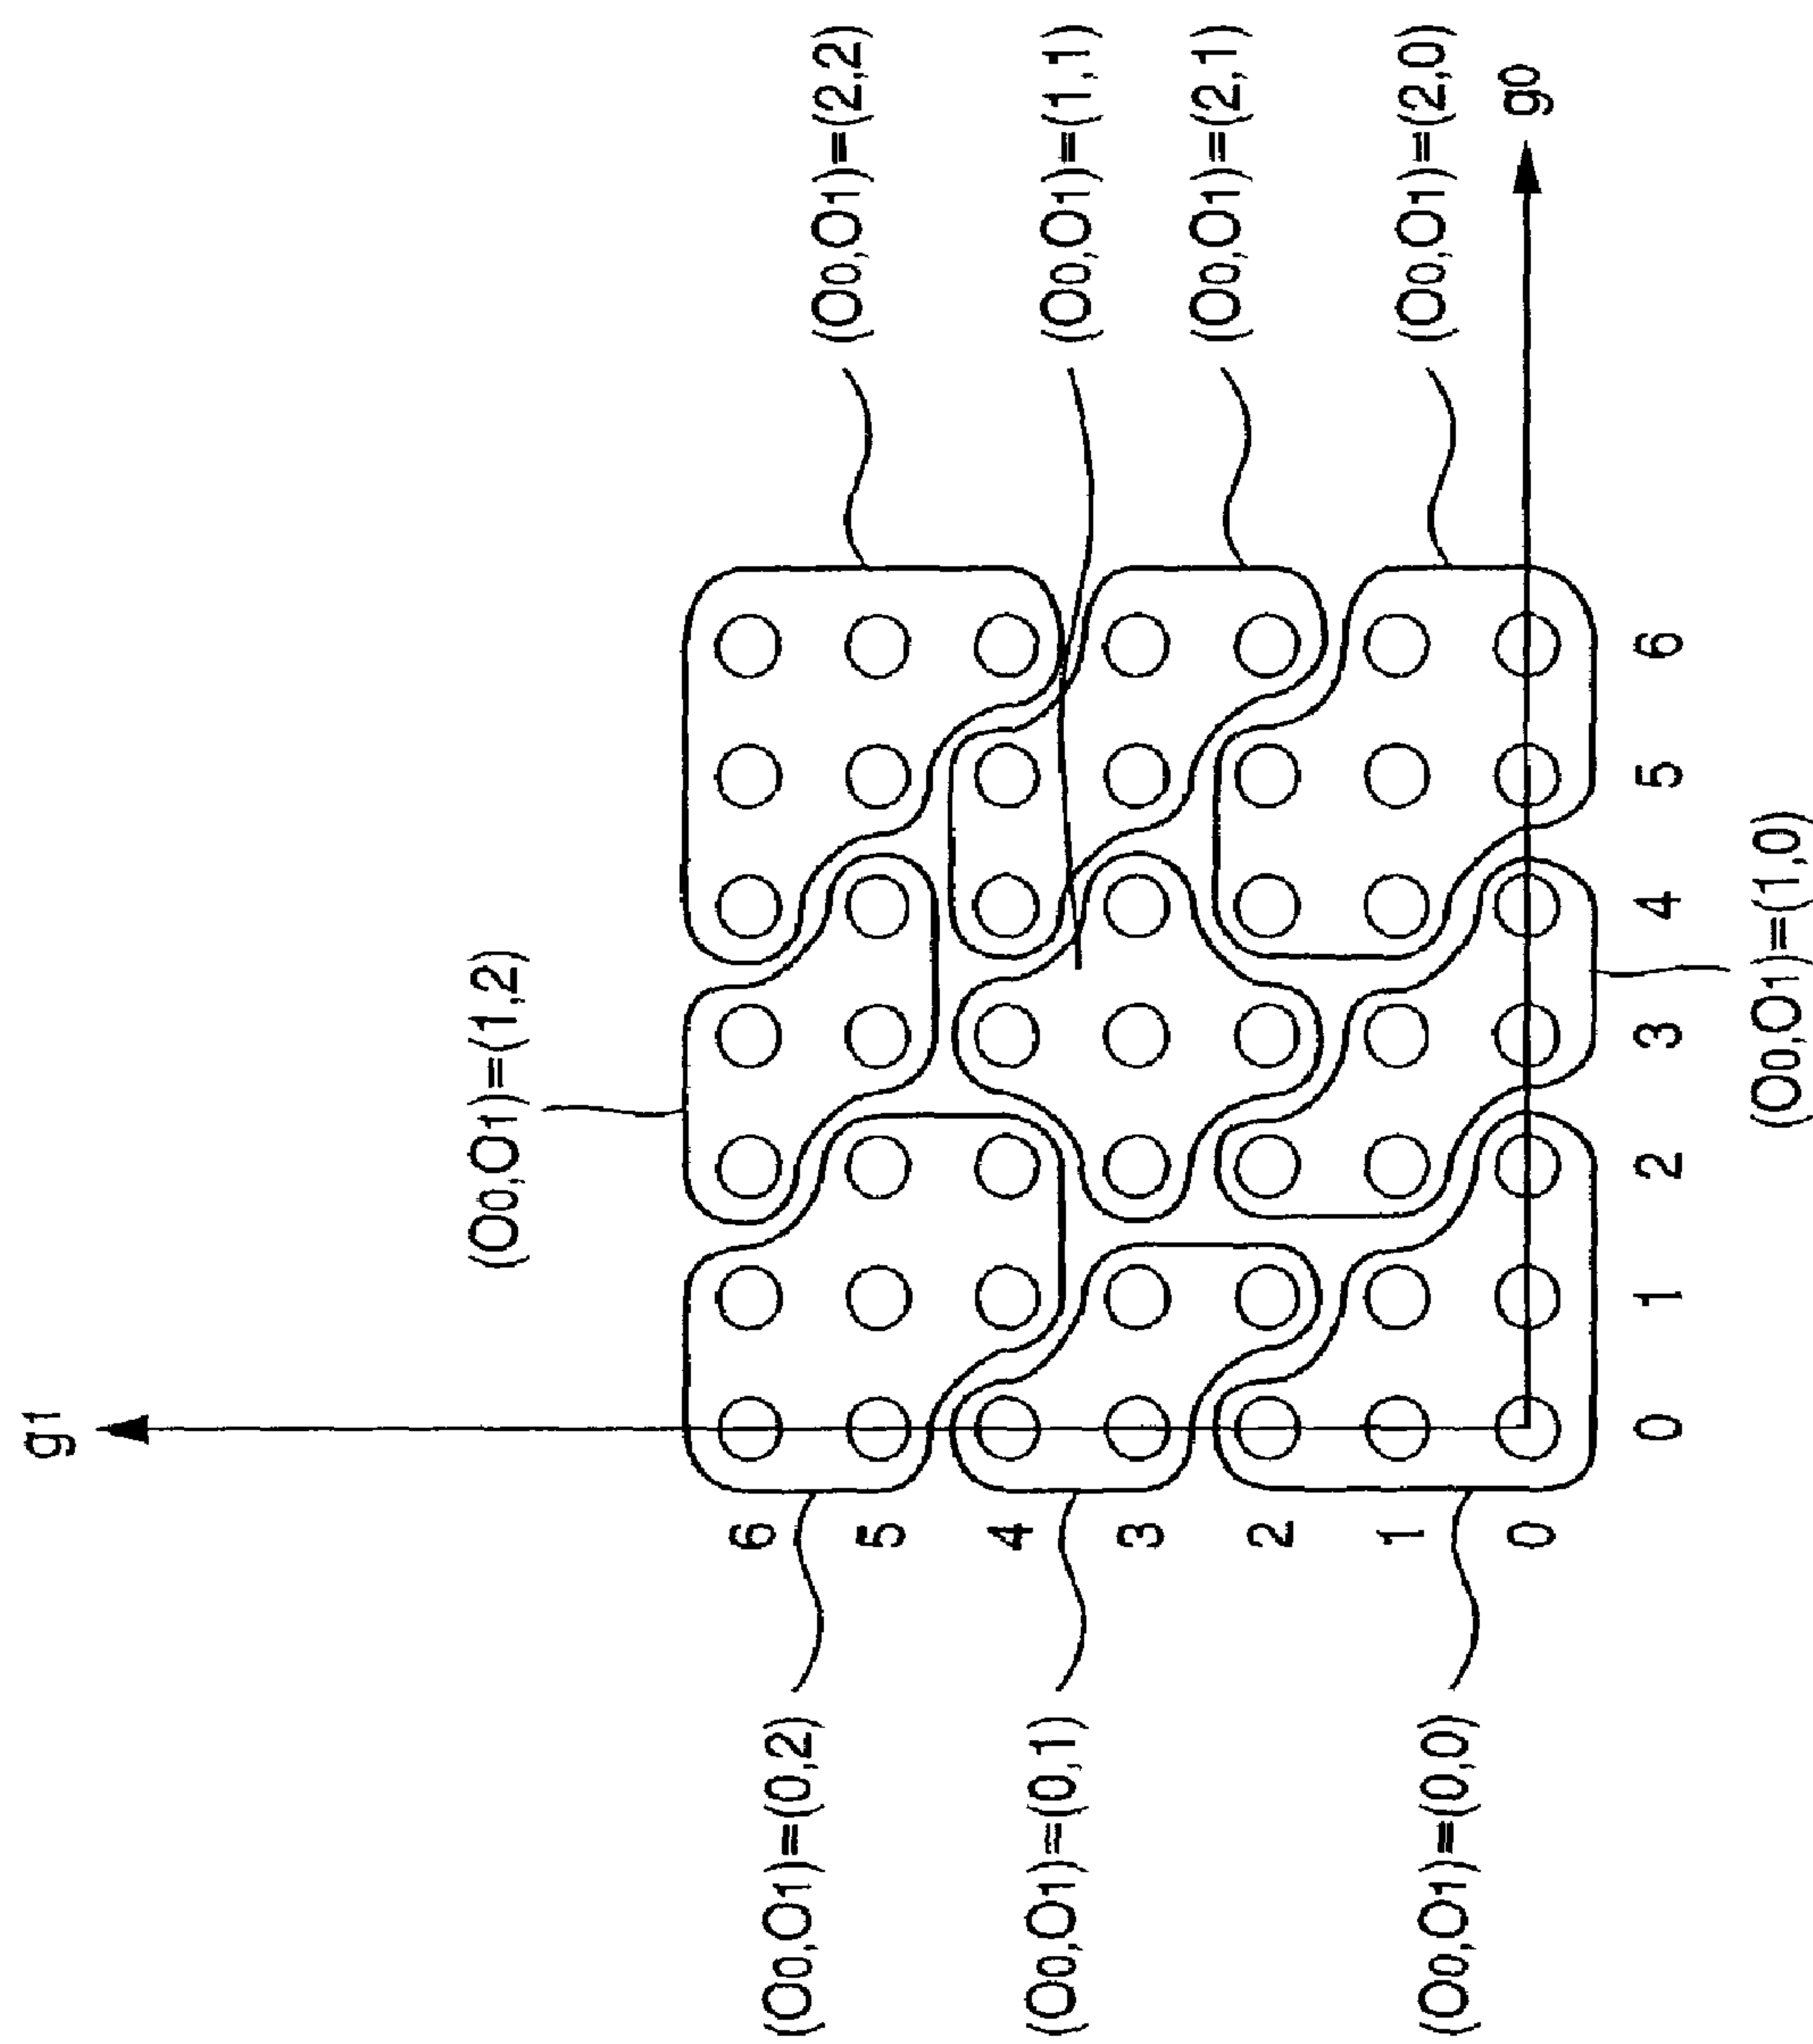 g1
(O0,O1)=(1,2)
6
(O0,O1)=(0,2)
(O0,O1)=(2,2)
5
4
(O0,O1)=(0,1)
(O0,O1)=(1,1)
3
(O0,O1)=(2,1)
2
1
(O0,O1)=(2,0)
(O0,O1)=(0,0)
0
g0
0 1 2 3 4 5 6
(O0,O1)=(1,0)